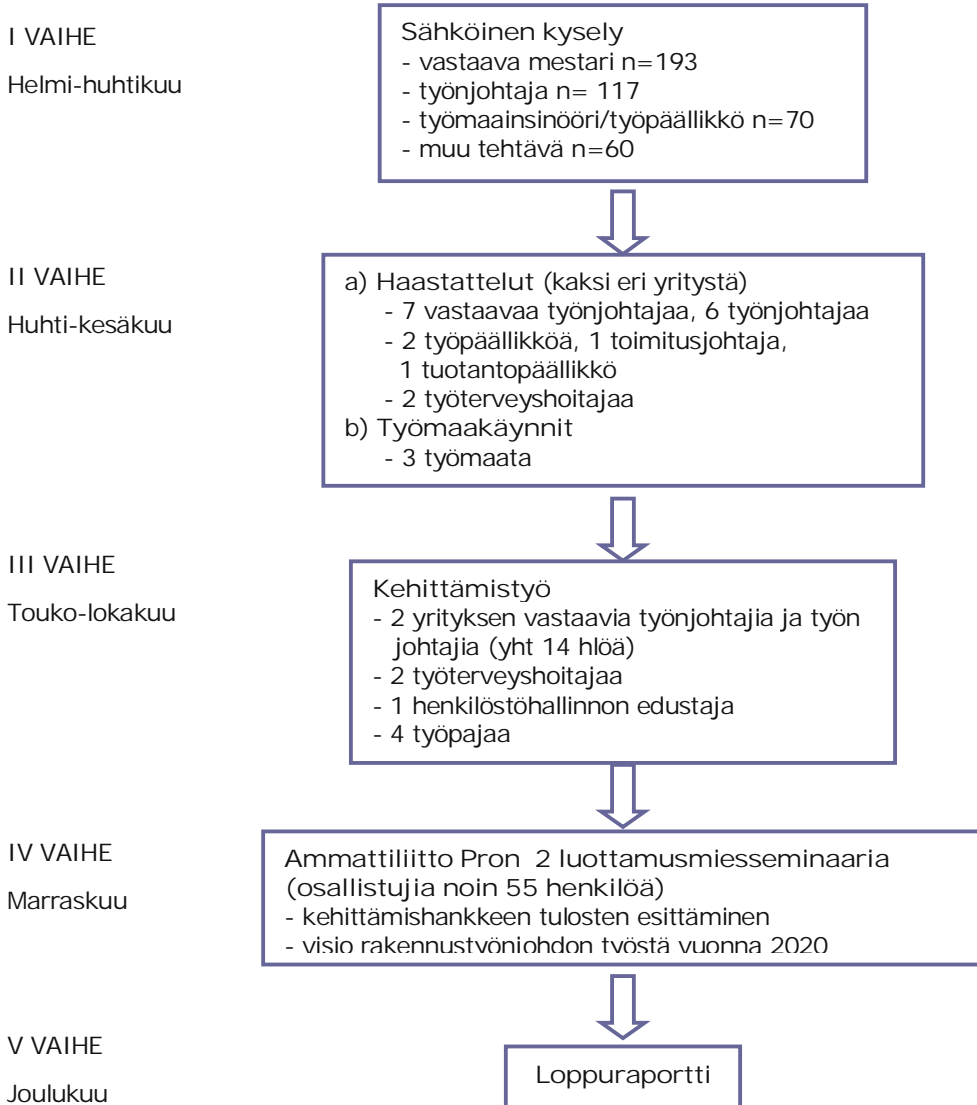 I VAIHE
Helmi-huhtikuu
Sähköinen kysely
- vastaava mestari n=193
- työnjohtaja n= 117
- työmaainsinööri/työpäällikkö n=70
- muu tehtävä n=60
II VAIHE
Huhti-kesäkuu
a) Haastattelut (kaksi eri yritystä)
- 7 vastaavaa työnjohtajaa, 6 työnjohtajaa
- 2 työpäällikköä, 1 toimitusjohtaja,
1 tuotantopäällikkö
- 2 työterveyshoitajaa
b) Työmaakäynnit
- 3 työmaata
III VAIHE
Touko-lokakuu
Kehittämistyö
- 2 yrityksen vastaavia työnjohtajia ja työn
johtajia (yht 14 hlöä)
- 2 työterveyshoitajaa
- 1 henkilöstöhallinnon edustaja
- 4 työpajaa
IV VAIHE
Marraskuu
Ammattiliitto Pron 2 luottamusmiesseminaaria
(osallistujia noin 55 henkilöä)
- kehittämishankkeen tulosten esittäminen
- visio rakennustyönjohdon työstä vuonna 2020
V VAIHE
Joulukuu
Loppuraportti